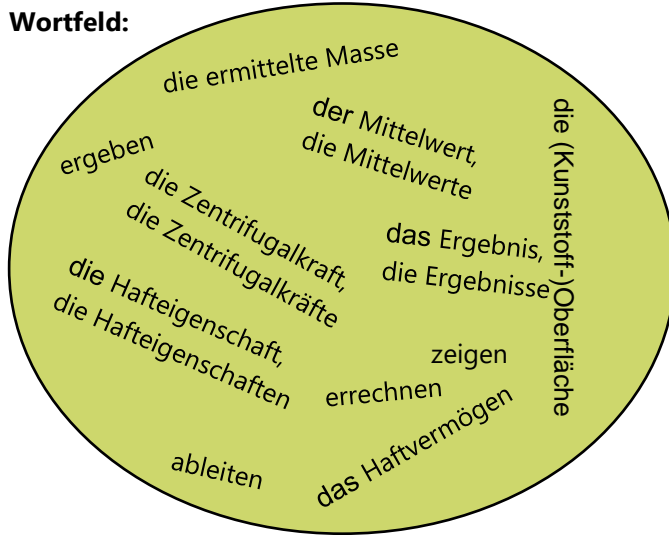 Wortfeld:
die ermittelte Masse
der Mittelwert,
die Mittelwerte
die (Kunststoff-)Oberfläche
ergeben
die Zentrifugalkraft,
die Zentrifugalkräfte
das Ergebnis,
die Ergebnisse
die Hafteigenschaft,
die Hafteigenschaften
zeigen
errechnen
das Haftvermögen
ableiten